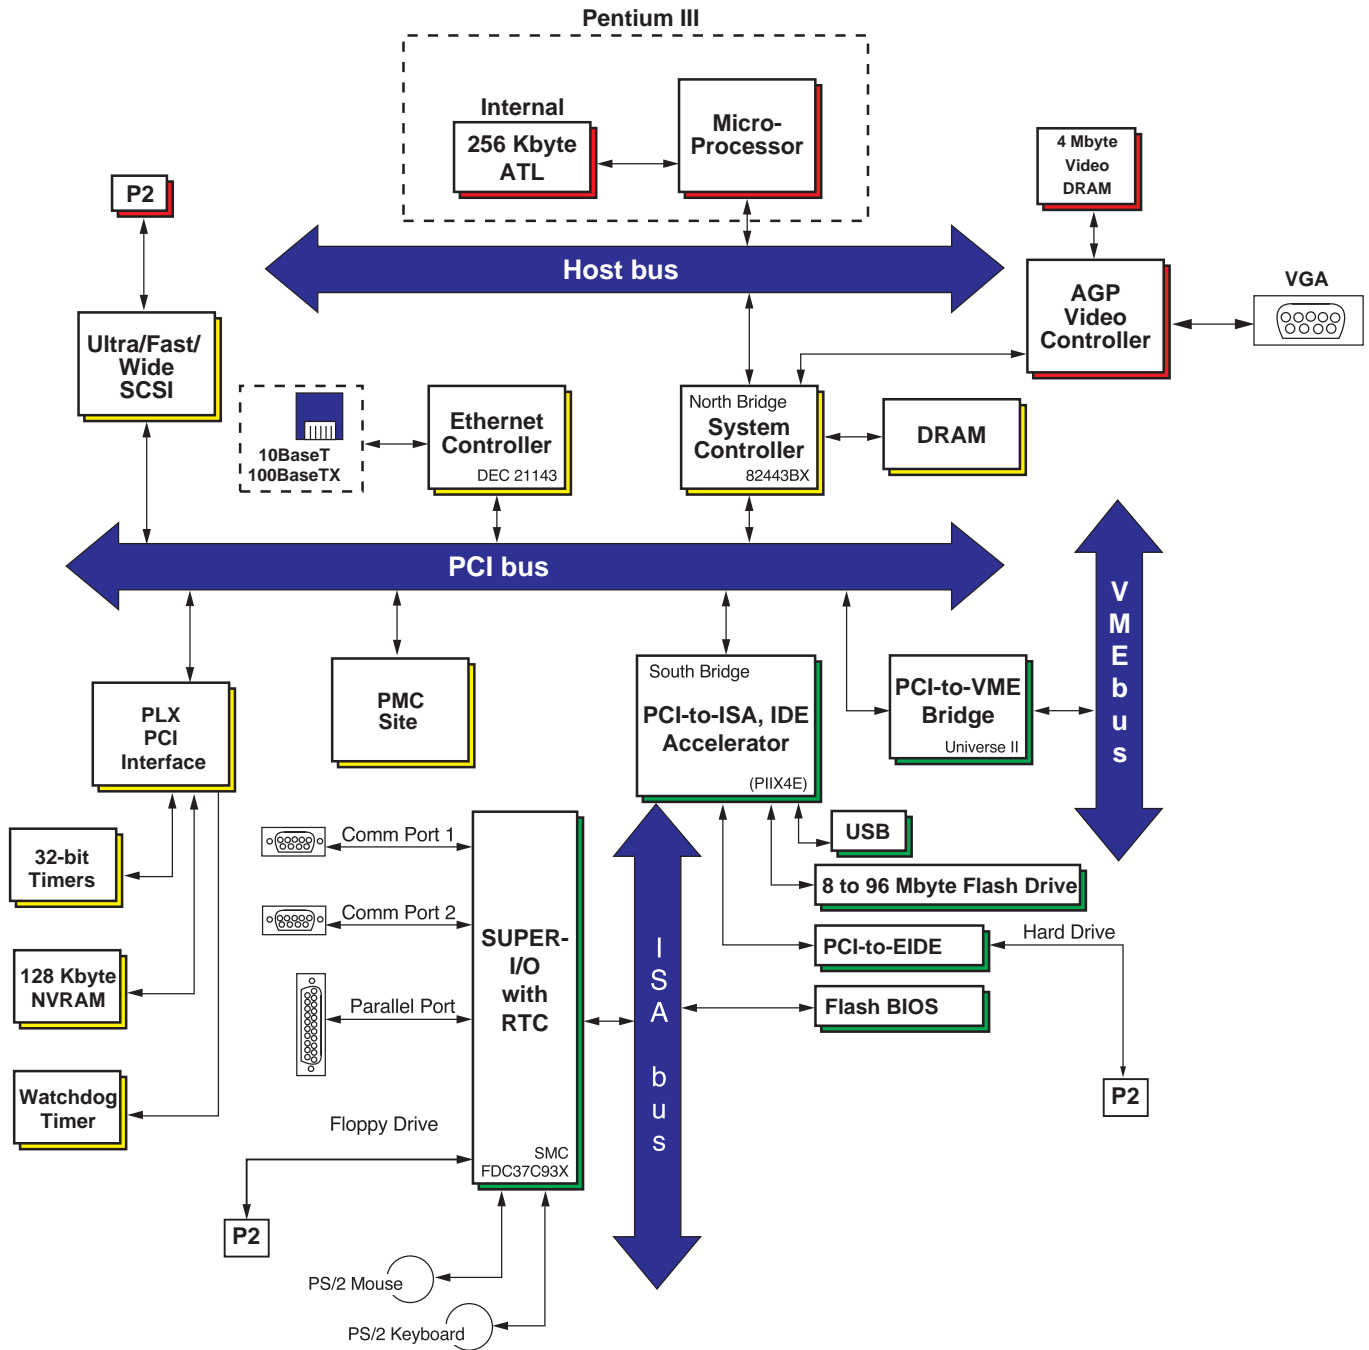 Pentium III
Internal
256 Kbyte
ATL
Micro-
Processor
4 Mbyte
Video
DRAM
P2
Host bus
AGP
Video
Controller
VGA
Ultra/Fast/
Wide
SCSI
10BaseT
100BaseTX
Ethernet
Controller
DEC 21143
North Bridge
System
Controller
82443BX
DRAM
PCI bus
VMEbus
PLX
PCI
Interface
PMC
Site
South Bridge
PCI-to-ISA, IDE
Accelerator
(PIIX4E)
PCI-to-VME
Bridge
Universe II
32-bit
Timers
128 Kbyte
NVRAM
Watchdog
Timer
Comm Port 1
Comm Port 2
Parallel Port
Floppy Drive
SUPER-
I/O
with
RTC
SMC
FDC37C93X
ISA bus
USB
8 to 96 Mbyte Flash Drive
PCI-to-EIDE
Hard Drive
Flash BIOS
P2
P2
PS/2 Mouse
PS/2 Keyboard